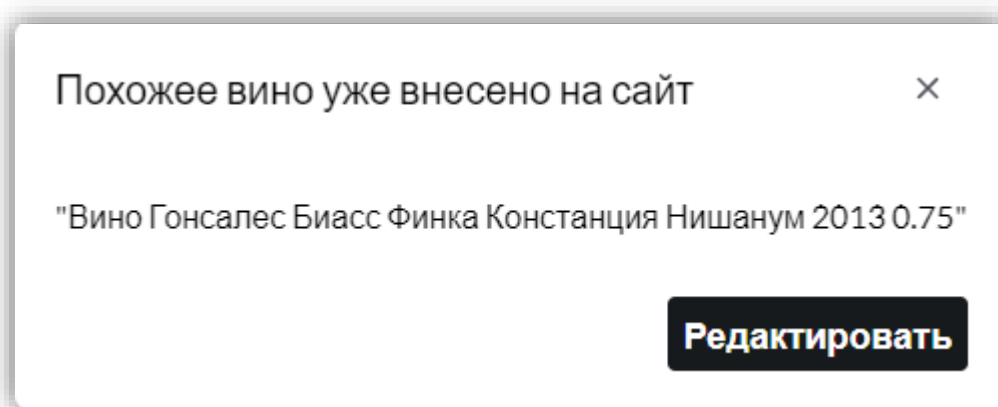 Похожее вино уже внесено на сайт
"Вино Гонсалес Биасс Финка Констанция Нишанум 2013 0.75"
Редактировать